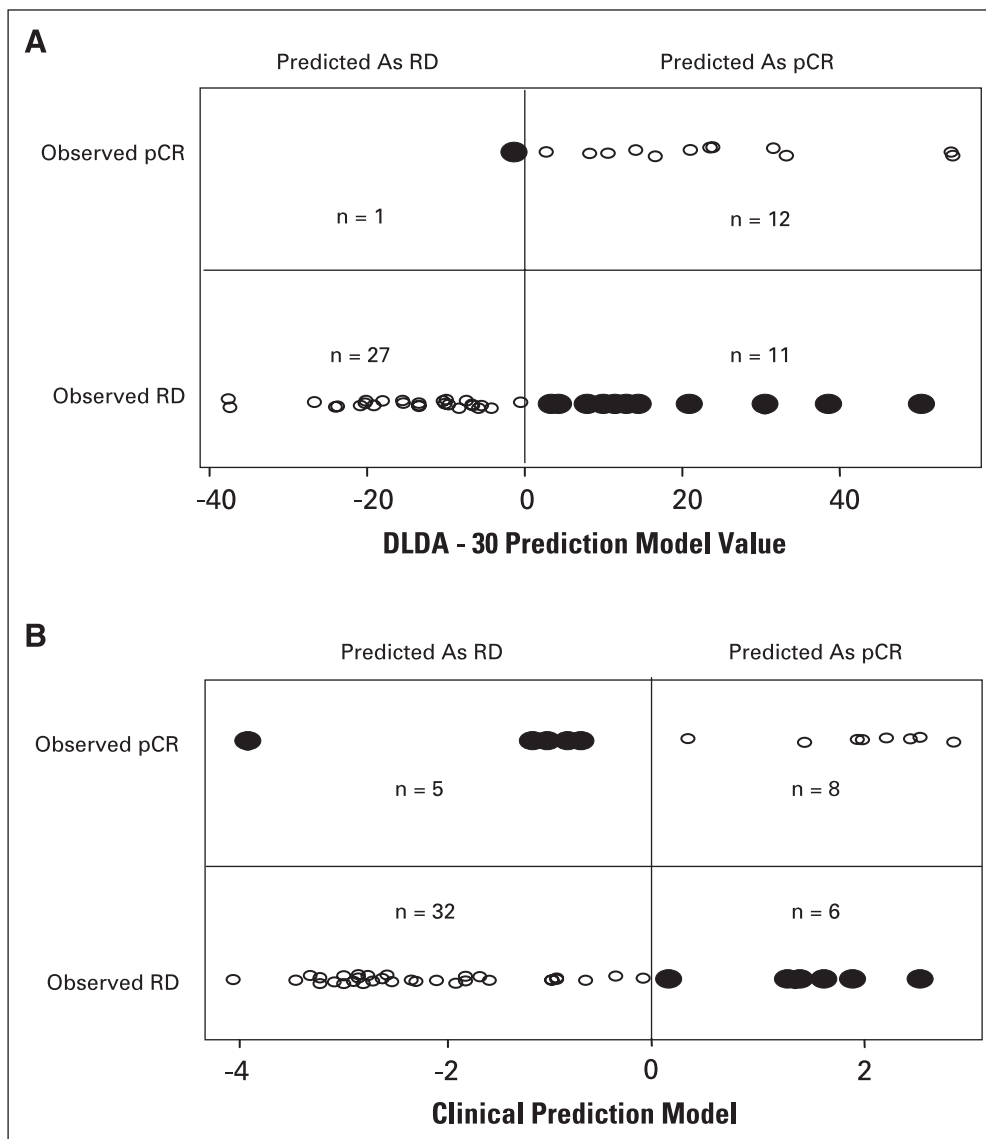 A
Predicted As RD Predicted As pCR
Observed pCR
n = 1 n = 12
n = 27 n = 11
Observed RD
-40 -20 0 20 40
DLDA - 30 Prediction Model Value
B
Predicted As RD Predicted As pCR
Observed pCR
n = 5 n = 8
n = 32 n = 6
Observed RD
-4 -2 0 2
Clinical Prediction Model